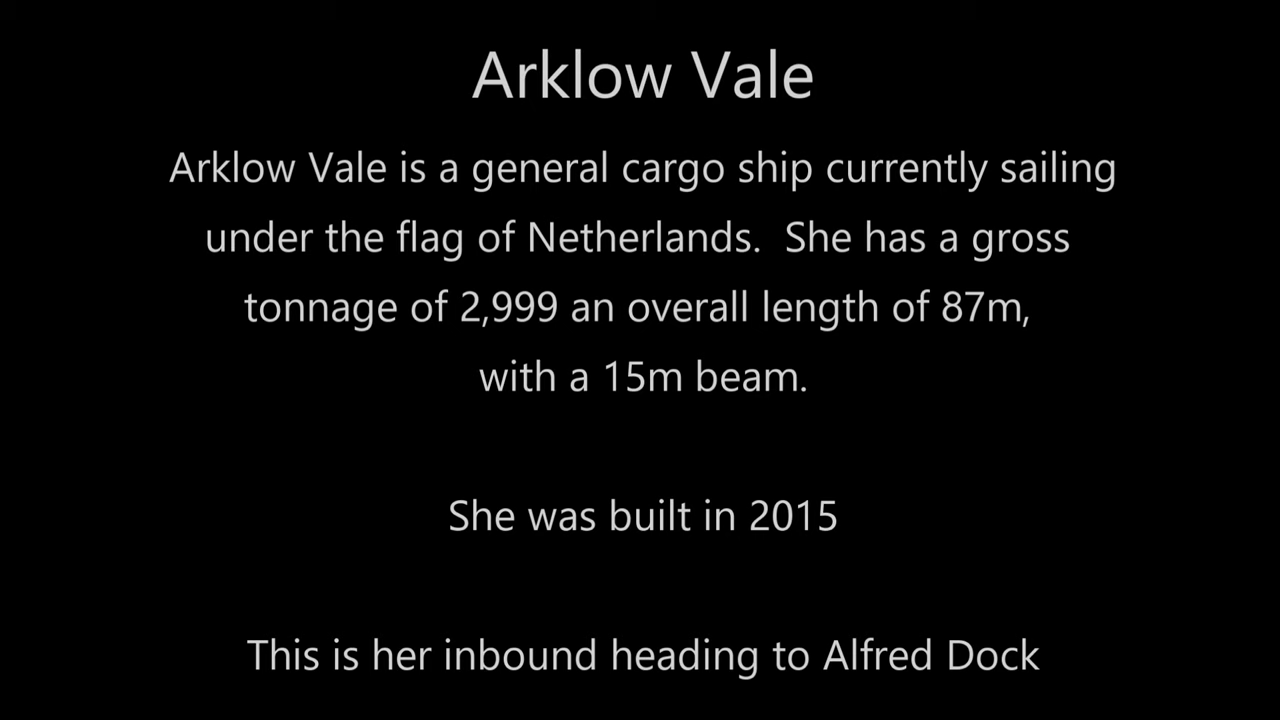 Arklow Vale
Arklow Vale is a general cargo ship currently sailing
under the flag of Netherlands.  She has a gross
tonnage of 2,999 an overall length of 87m,
with a 15m beam.
She was built in 2015
This is her inbound heading to Alfred Dock